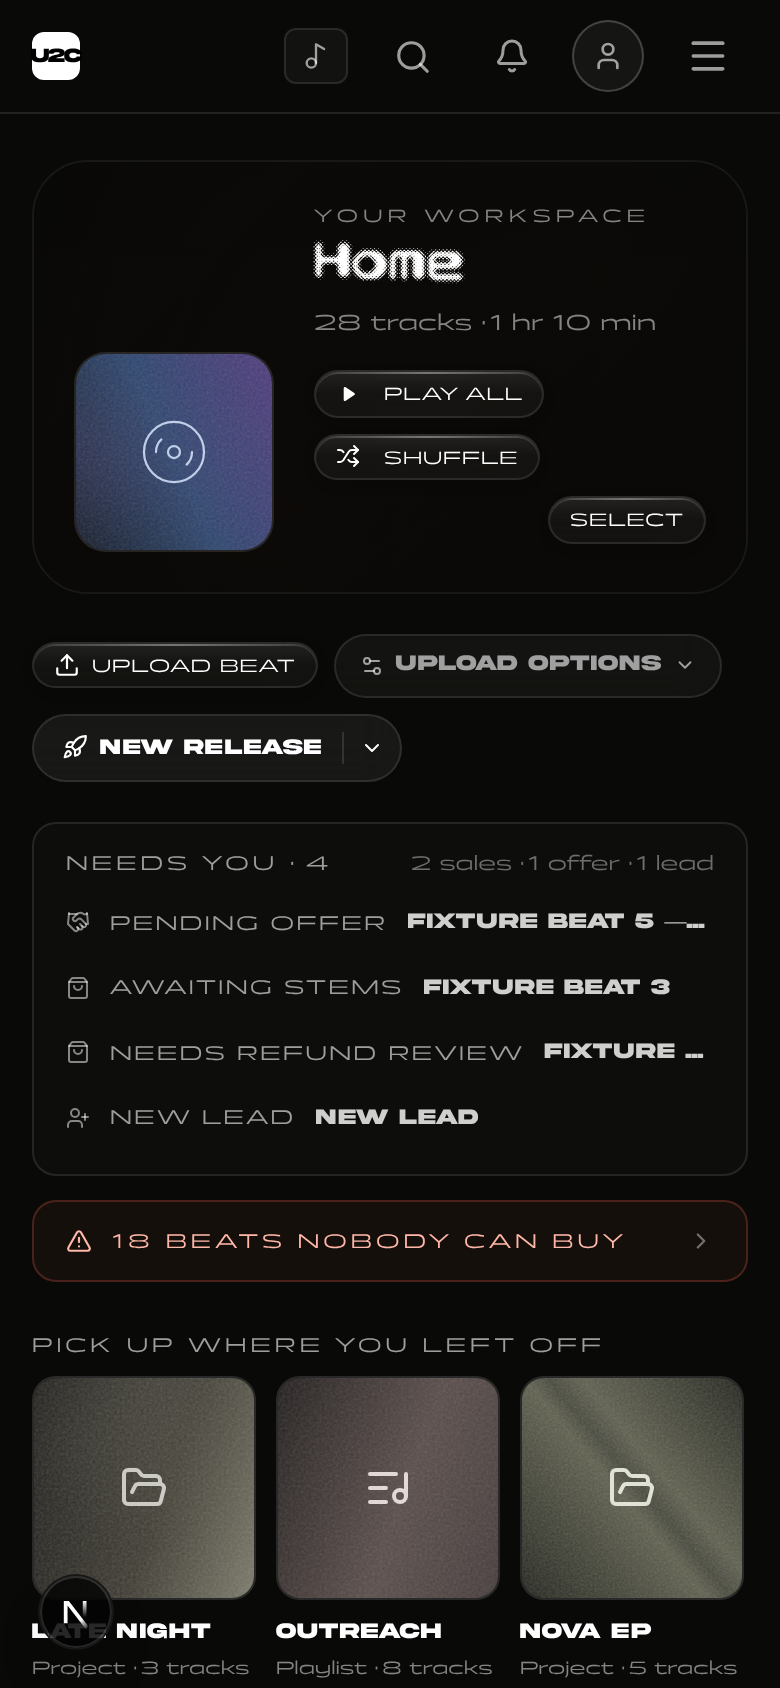 U2C
YOUR WORKSPACE
Home
28 tracks · 1 hr 10 min
PLAY ALL
SHUFFLE
SELECT
UPLOAD BEAT
UPLOAD OPTIONS
NEW RELEASE
NEEDS YOU · 4 2 sales · 1 offer · 1 lead
PENDING OFFER FIXTURE BEAT 5 —...
AWAITING STEMS FIXTURE BEAT 3
NEEDS REFUND REVIEW FIXTURE ...
NEW LEAD NEW LEAD
18 BEATS NOBODY CAN BUY
PICK UP WHERE YOU LEFT OFF
N
LATE NIGHT OUTREACH NOVA EP
Project · 3 tracks Playlist · 8 tracks Project · 5 tracks